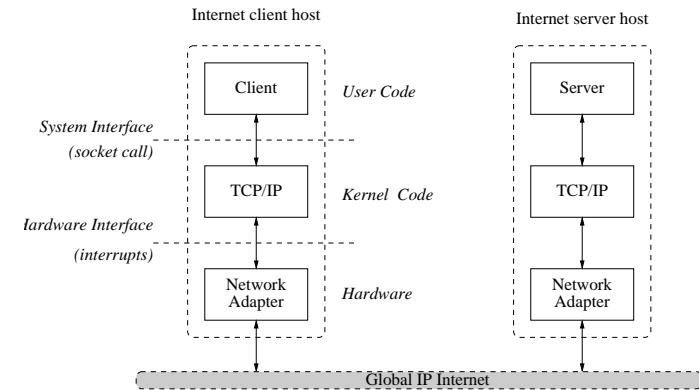 Internet client host
Internet server host
Client
User Code
Server
System Interface
(socket call)
TCP/IP
Kernel Code
TCP/IP
Hardware Interface
(interrupts)
Network
Adapter
Hardware
Network
Adapter
Global IP Internet